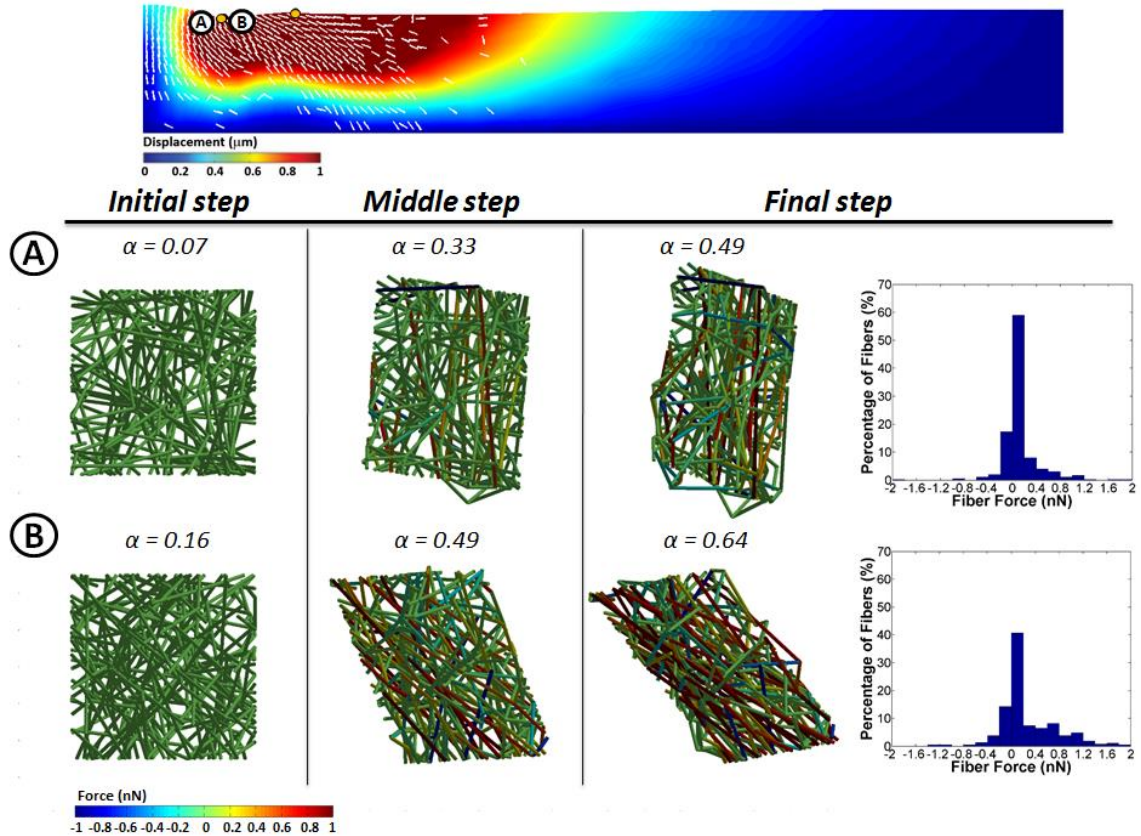 A B
Displacement (μm)
0 0.2 0.4 0.6 0.8 1
Initial step Middle step Final step
A
α = 0.07 α = 0.33 α = 0.49
Percentage of Fibers (%)
70
60
50
40
30
20
10
0
-2 -1.6 -1.2 -0.8 -0.4 0 0.4 0.8 1.2 1.6 2
Fiber Force (nN)
B
α = 0.16 α = 0.49 α = 0.64
Percentage of Fibers (%)
70
60
50
40
30
20
10
0
-2 -1.6 -1.2 -0.8 -0.4 0 0.4 0.8 1.2 1.6 2
Fiber Force (nN)
Force (nN)
-1 -0.8 -0.6 -0.4 -0.2 0 0.2 0.4 0.6 0.8 1